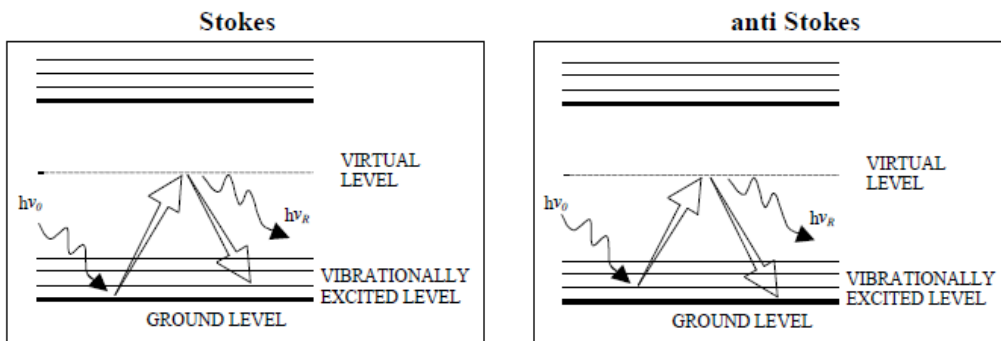 Stokes
VIRTUAL
LEVEL
hν0
hνR
VIBRATIONALLY
EXCITED LEVEL
GROUND LEVEL
anti Stokes
VIRTUAL
LEVEL
hν0
hνR
VIBRATIONALLY
EXCITED LEVEL
GROUND LEVEL